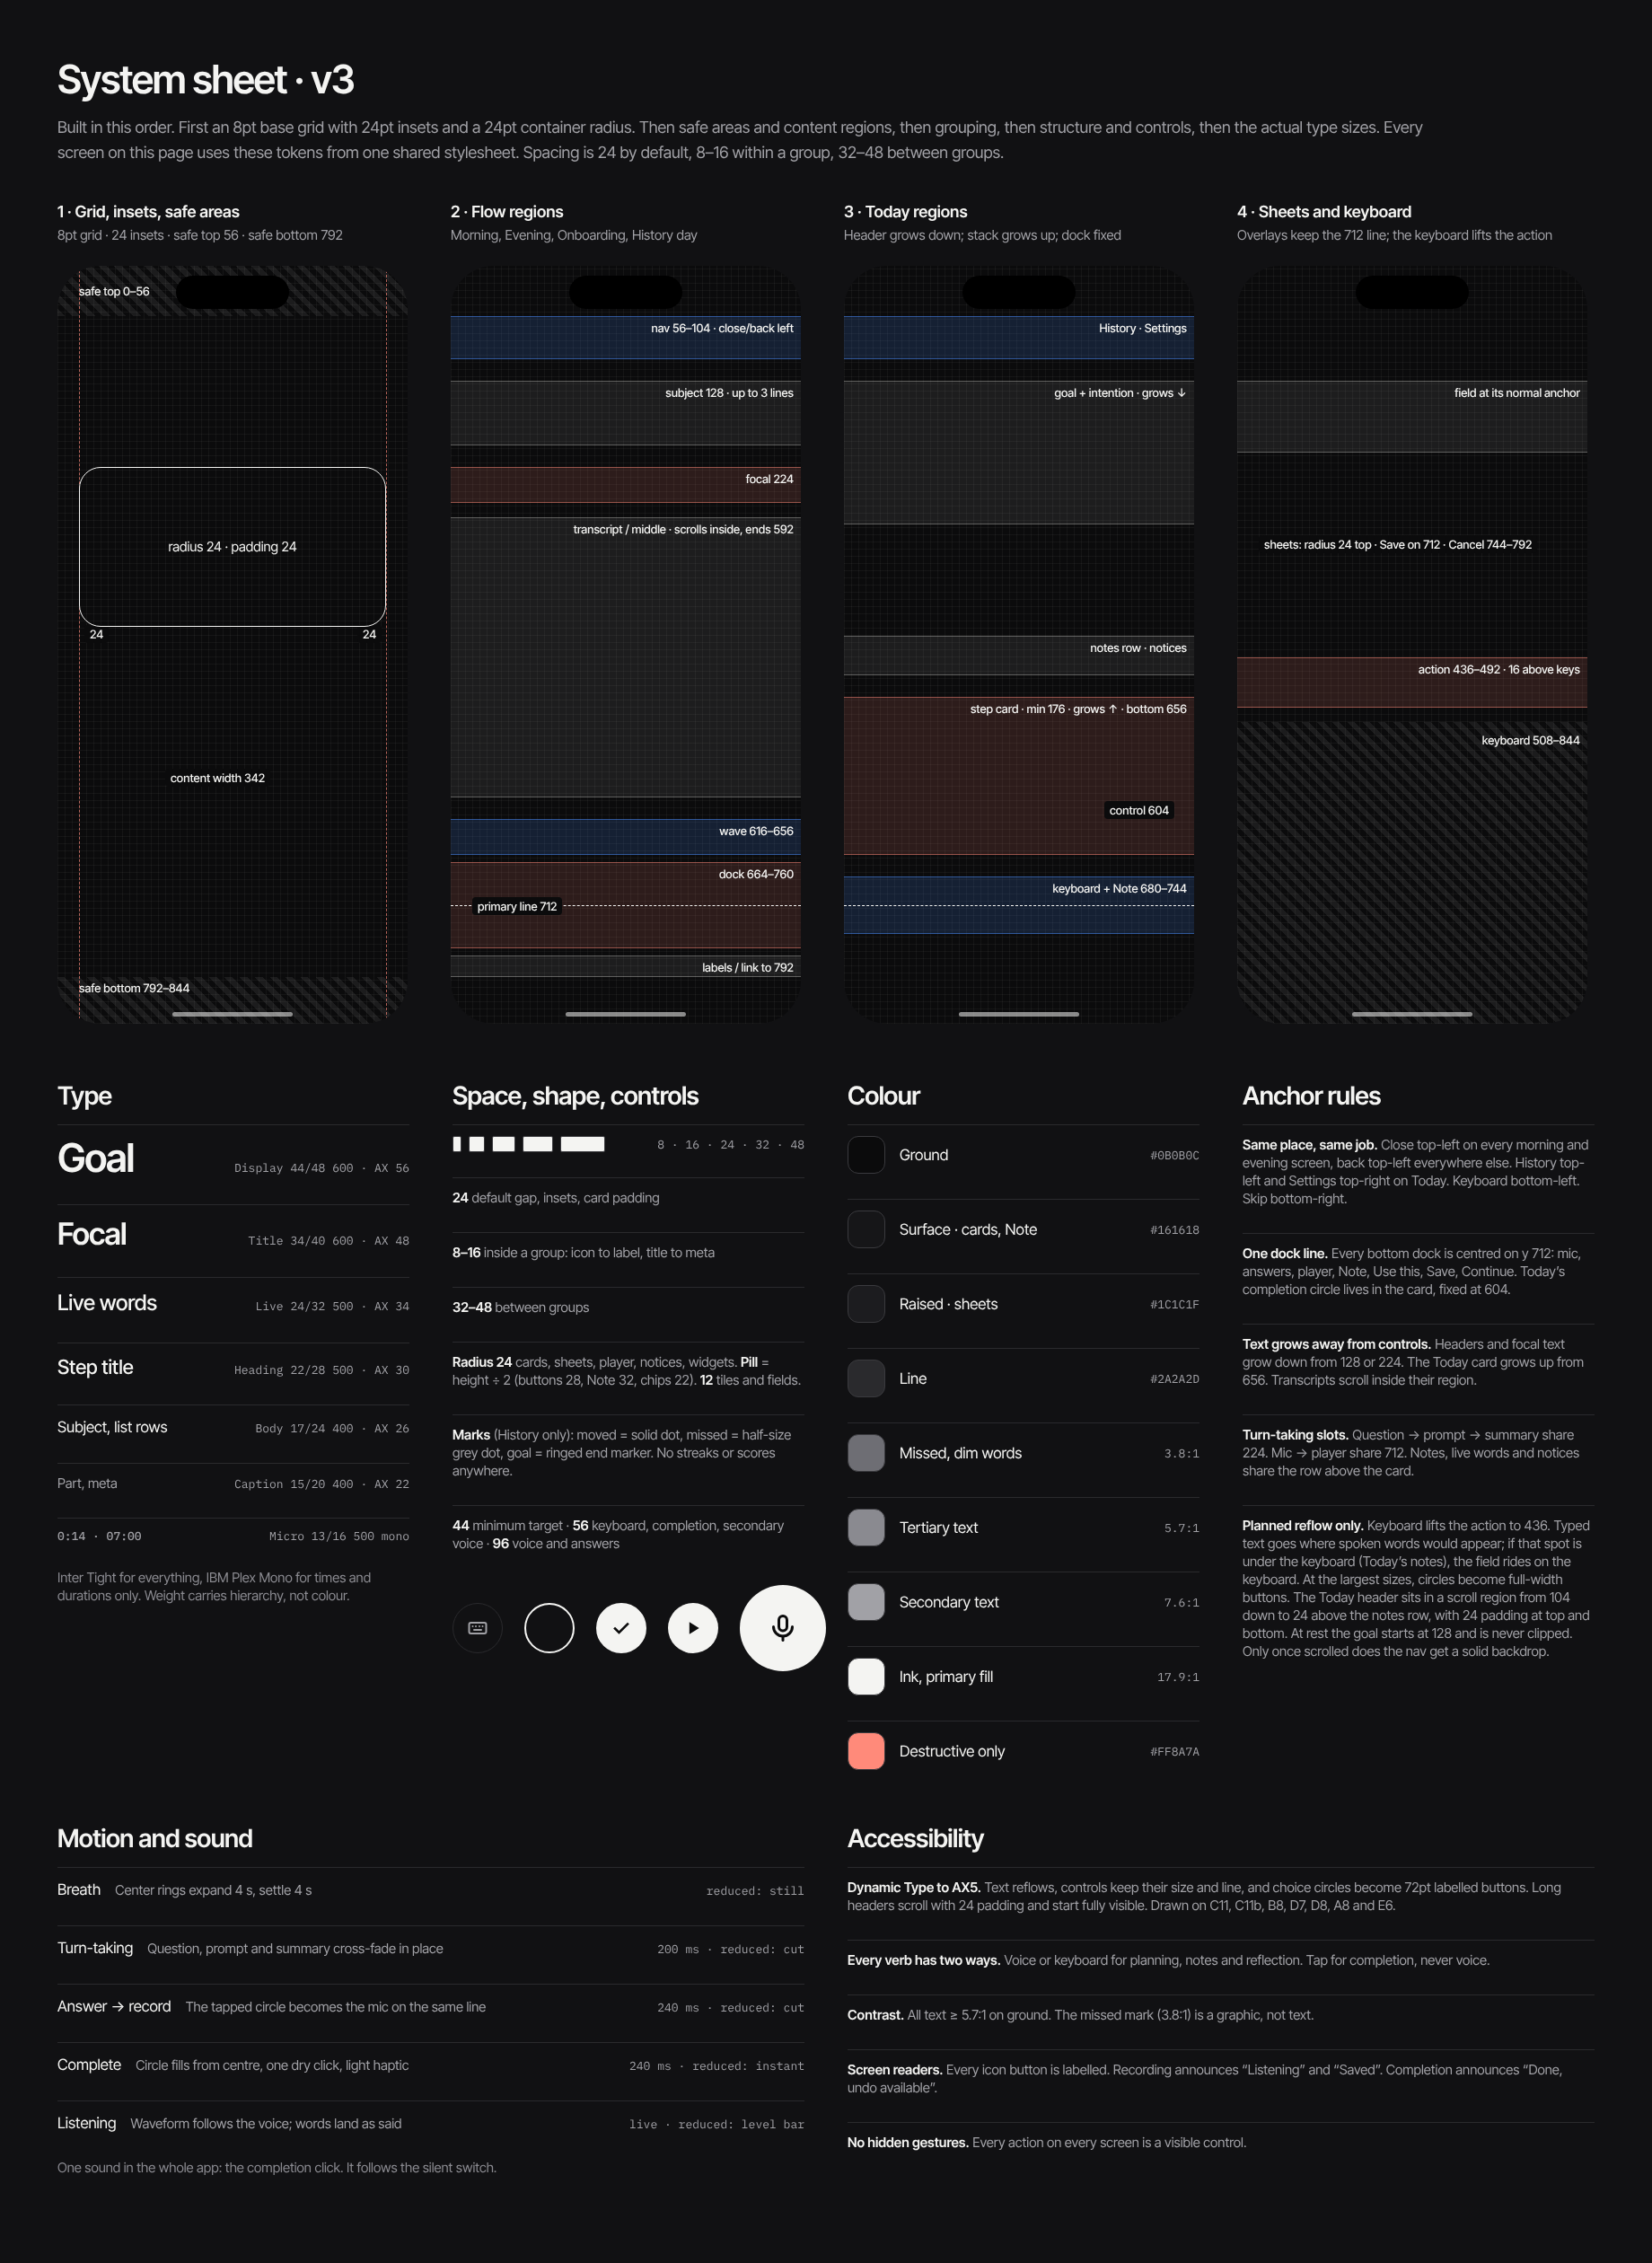 System sheet · v3
Built in this order. First an 8pt base grid with 24pt insets and a 24pt container radius. Then safe areas and content regions, then grouping, then structure and controls, then the actual type sizes. Every
screen on this page uses these tokens from one shared stylesheet. Spacing is 24 by default, 8–16 within a group, 32–48 between groups.
1 · Grid, insets, safe areas
8pt grid · 24 insets · safe top 56 · safe bottom 792
safe top 0–56
radius 24 · padding 24
24
24
content width 342
safe bottom 792–844
2 · Flow regions
Morning, Evening, Onboarding, History day
nav 56–104 · close/back left
subject 128 · up to 3 lines
focal 224
transcript / middle · scrolls inside, ends 592
wave 616–656
dock 664–760
primary line 712
labels / link to 792
3 · Today regions
Header grows down; stack grows up; dock fixed
History · Settings
goal + intention · grows ↓
notes row · notices
step card · min 176 · grows ↑ · bottom 656
control 604
keyboard + Note 680–744
4 · Sheets and keyboard
Overlays keep the 712 line; the keyboard lifts the action
field at its normal anchor
sheets: radius 24 top · Save on 712 · Cancel 744–792
action 436–492 · 16 above keys
keyboard 508–844
Type
Goal
Display 44/48 600 · AX 56
Focal
Title 34/40 600 · AX 48
Live words
Live 24/32 500 · AX 34
Step title
Heading 22/28 500 · AX 30
Subject, list rows
Body 17/24 400 · AX 26
Part, meta
Caption 15/20 400 · AX 22
0:14 · 07:00
Micro 13/16 500 mono
Inter Tight for everything, IBM Plex Mono for times and
durations only. Weight carries hierarchy, not colour.
Space, shape, controls
8 · 16 · 24 · 32 · 48
24 default gap, insets, card padding
8–16 inside a group: icon to label, title to meta
32–48 between groups
Radius 24 cards, sheets, player, notices, widgets. Pill =
height ÷ 2 (buttons 28, Note 32, chips 22). 12 tiles and fields.
Marks (History only): moved = solid dot, missed = half-size
grey dot, goal = ringed end marker. No streaks or scores
anywhere.
44 minimum target · 56 keyboard, completion, secondary
voice · 96 voice and answers
Colour
Ground
#0B0B0C
Surface · cards, Note
#161618
Raised · sheets
#1C1C1F
Line
#2A2A2D
Missed, dim words
3.8:1
Tertiary text
5.7:1
Secondary text
7.6:1
Ink, primary fill
17.9:1
Destructive only
#FF8A7A
Anchor rules
Same place, same job. Close top-left on every morning and
evening screen, back top-left everywhere else. History top-
left and Settings top-right on Today. Keyboard bottom-left.
Skip bottom-right.
One dock line. Every bottom dock is centred on y 712: mic,
answers, player, Note, Use this, Save, Continue. Today's
completion circle lives in the card, fixed at 604.
Text grows away from controls. Headers and focal text
grow down from 128 or 224. The Today card grows up from
656. Transcripts scroll inside their region.
Turn-taking slots. Question → prompt → summary share
224. Mic → player share 712. Notes, live words and notices
share the row above the card.
Planned reflow only. Keyboard lifts the action to 436. Typed
text goes where spoken words would appear; if that spot is
under the keyboard (Today's notes), the field rides on the
keyboard. At the largest sizes, circles become full-width
buttons. The Today header sits in a scroll region from 104
down to 24 above the notes row, with 24 padding at top and
bottom. At rest the goal starts at 128 and is never clipped.
Only once scrolled does the nav get a solid backdrop.
Motion and sound
Breath Center rings expand 4 s, settle 4 s
reduced: still
Turn-taking Question, prompt and summary cross-fade in place
200 ms · reduced: cut
Answer → record The tapped circle becomes the mic on the same line
240 ms · reduced: cut
Complete Circle fills from centre, one dry click, light haptic
240 ms · reduced: instant
Listening Waveform follows the voice; words land as said
live · reduced: level bar
One sound in the whole app: the completion click. It follows the silent switch.
Accessibility
Dynamic Type to AX5. Text reflows, controls keep their size and line, and choice circles become 72pt labelled buttons. Long
headers scroll with 24 padding and start fully visible. Drawn on C11, C11b, B8, D7, D8, A8 and E6.
Every verb has two ways. Voice or keyboard for planning, notes and reflection. Tap for completion, never voice.
Contrast. All text ≥ 5.7:1 on ground. The missed mark (3.8:1) is a graphic, not text.
Screen readers. Every icon button is labelled. Recording announces “Listening” and “Saved”. Completion announces “Done,
undo available”.
No hidden gestures. Every action on every screen is a visible control.